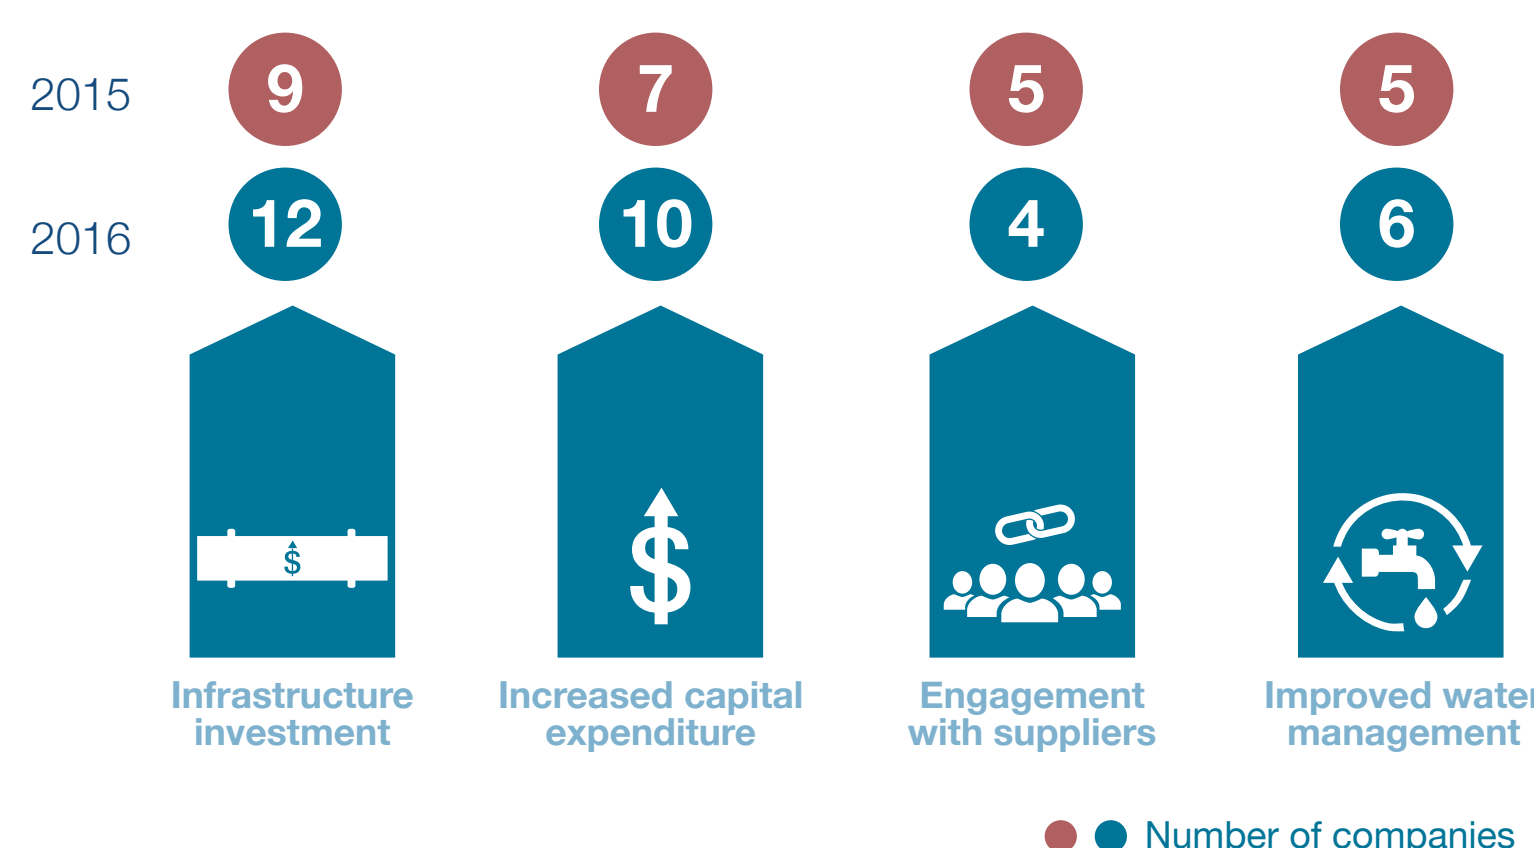 2015 9 7 5 5
2016 12 10 4 6
$ $
Infrastructure investment
Increased capital expenditure
Engagement with suppliers
Improved water management
Number of companies